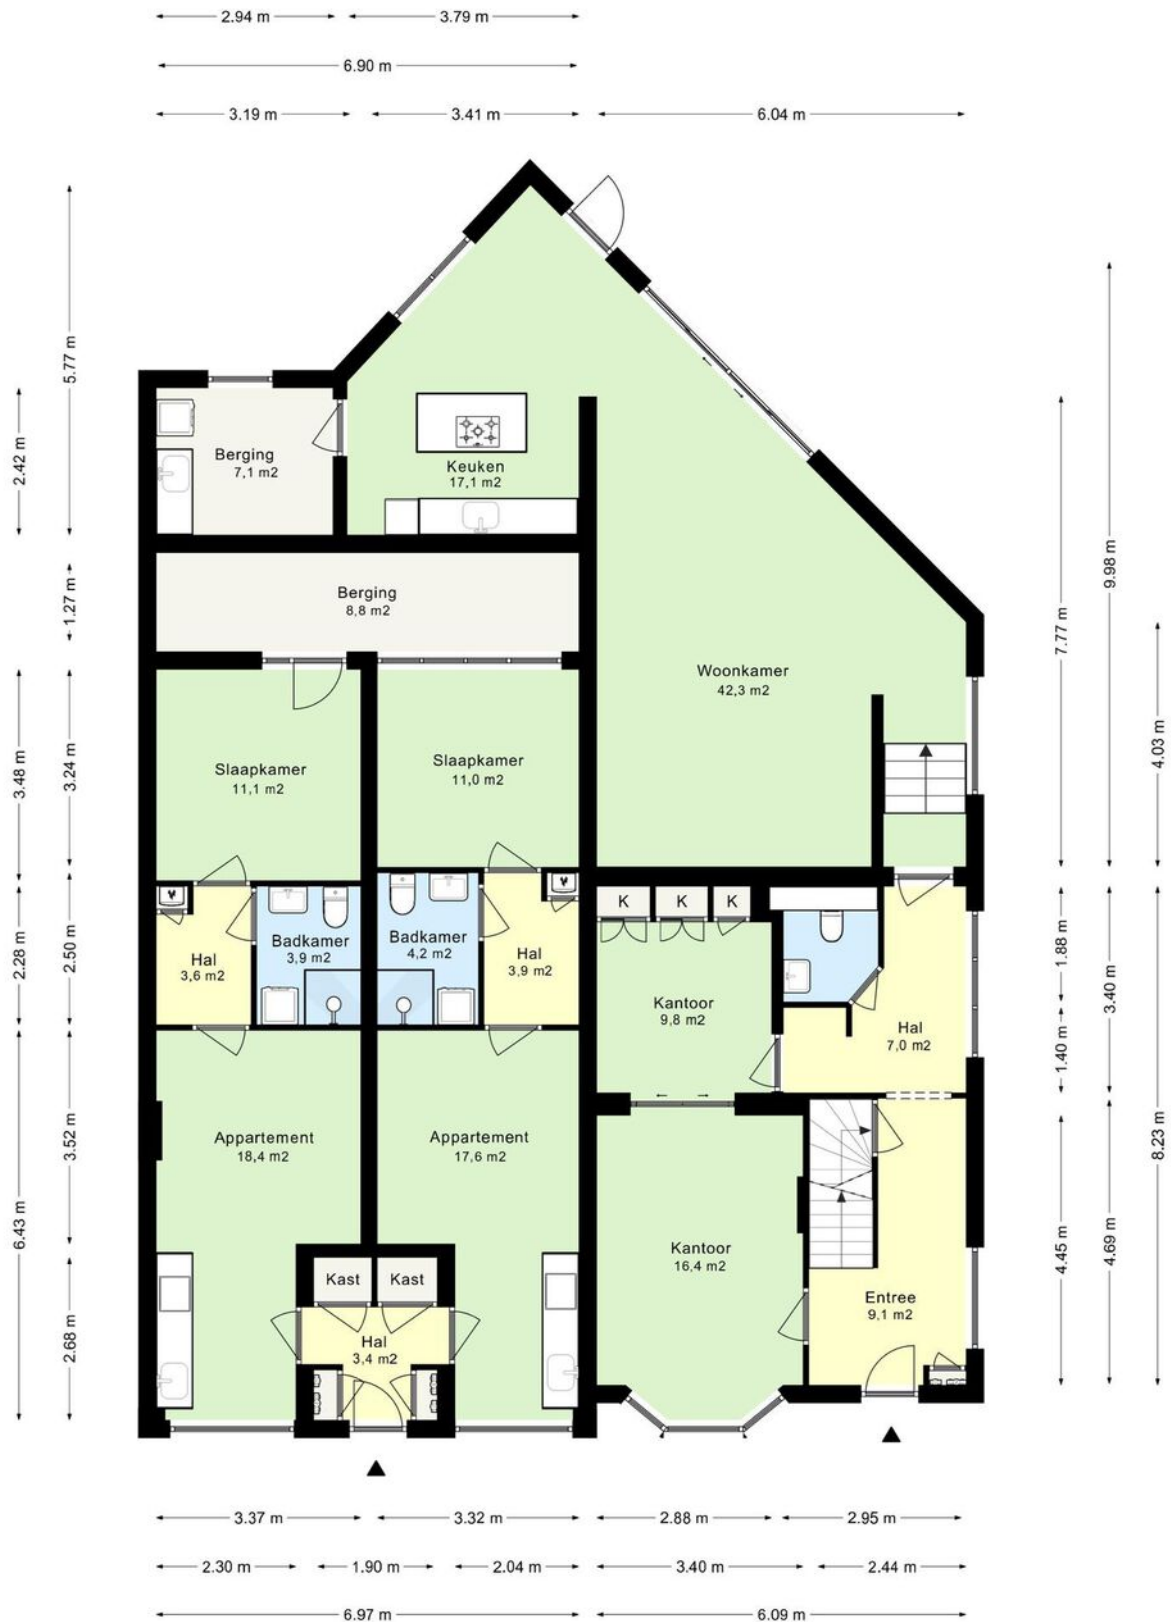 2.94 m
3.79 m
6.90 m
3.19 m
3.41 m
6.04 m
5.77 m
2.42 m
1.27 m
3.48 m
3.24 m
2.28 m
2.50 m
6.43 m
3.52 m
2.68 m
Berging
7,1 m2
Keuken
17,1 m2
Berging
8,8 m2
Woonkamer
42,3 m2
Slaapkamer
11,1 m2
Slaapkamer
11,0 m2
K
K
K
Hal
3,6 m2
Badkamer
3,9 m2
Badkamer
4,2 m2
Hal
3,9 m2
Kantoor
9,8 m2
Hal
7,0 m2
Appartement
18,4 m2
Appartement
17,6 m2
Kantoor
16,4 m2
Kast
Kast
Entree
9,1 m2
Hal
3,4 m2
9.98 m
7.77 m
4.03 m
1.88 m
3.40 m
1.40 m
8.23 m
4.45 m
4.69 m
3.37 m
3.32 m
2.88 m
2.95 m
2.30 m
1.90 m
2.04 m
3.40 m
2.44 m
6.97 m
6.09 m